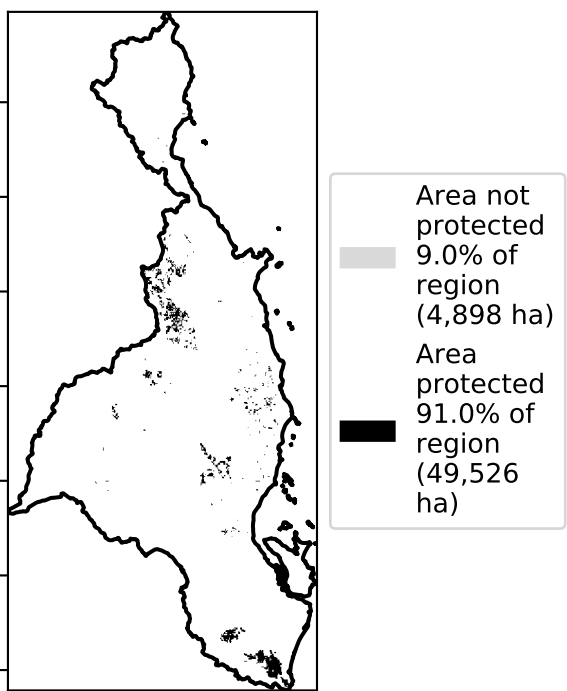 Area not
protected
9.0% of
region
(4,898 ha)
Area
protected
91.0% of
region
(49,526
ha)